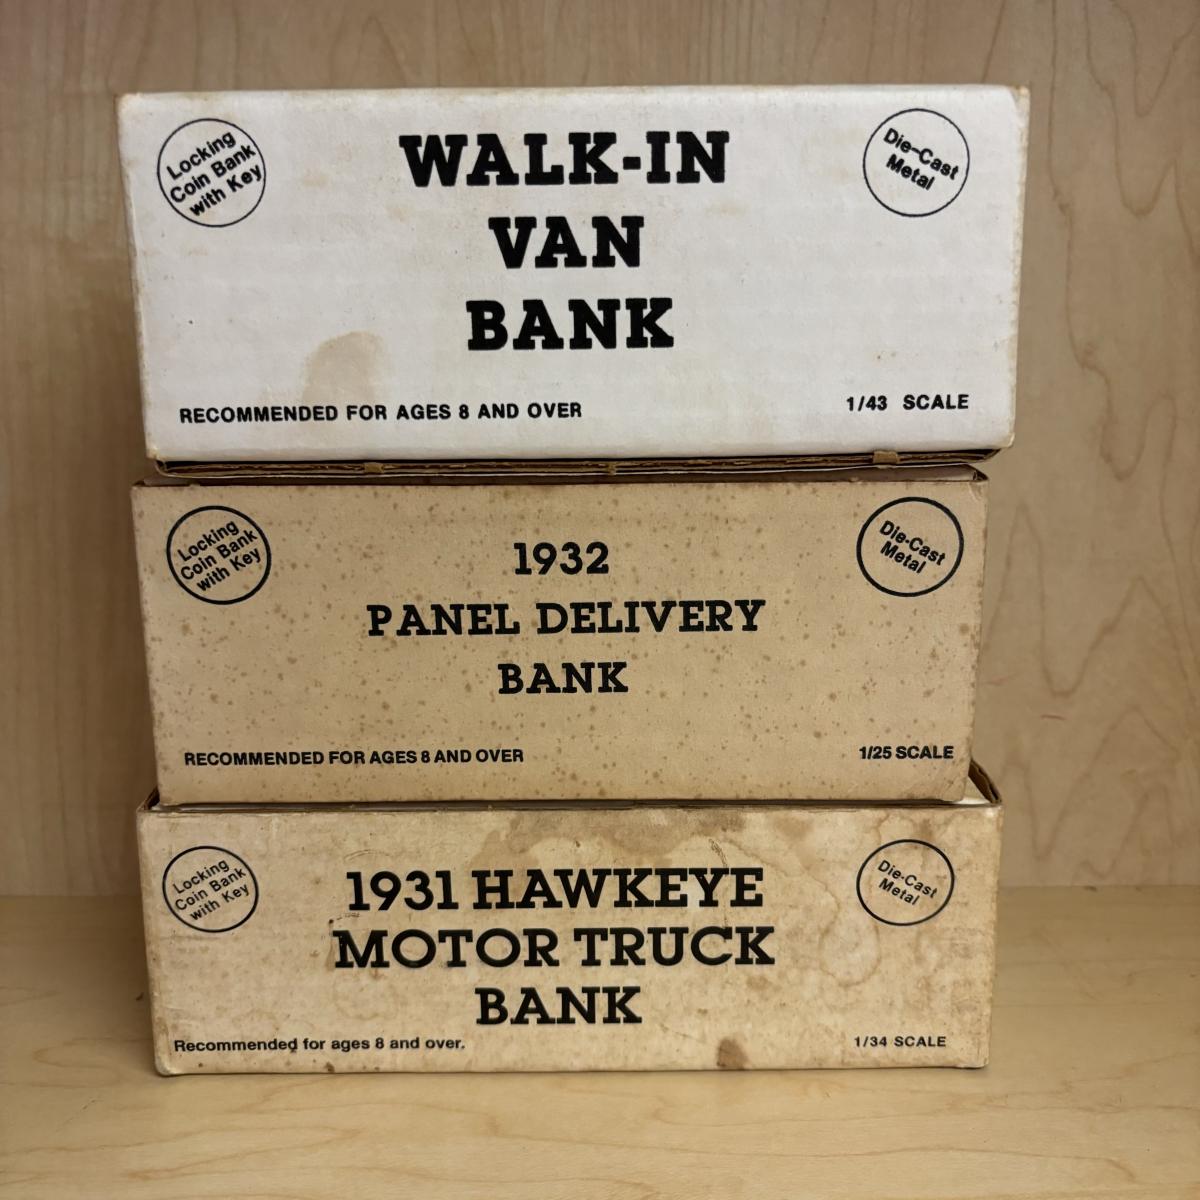 Locking
Coin Bank
with Key
WALK-IN
VAN
BANK
Die-Cast
Metal
RECOMMENDED FOR AGES 8 AND OVER
1/43 SCALE
Locking
Coin Bank
with Key
1932
PANEL DELIVERY
BANK
Die-Cast
Metal
RECOMMENDED FOR AGES 8 AND OVER
1/25 SCALE
Locking
Coin Bank
with Key
1931 HAWKEYE
MOTOR TRUCK
BANK
Die-Cast
Metal
Recommended for ages 8 and over.
1/34 SCALE